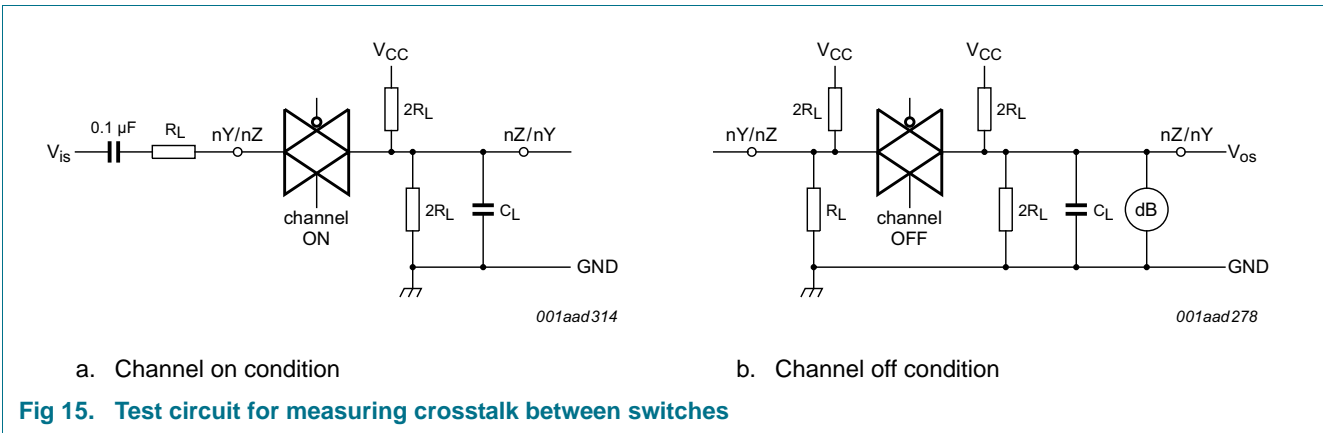 V_CC
2R_L
0.1 μF
R_L
V_is
nY/nZ
nZ/nY
channel
ON
2R_L
C_L
GND
001aad314
a. Channel on condition
V_CC
V_CC
2R_L
2R_L
nY/nZ
nZ/nY
V_os
R_L
channel
OFF
2R_L
C_L
dB
GND
001aad278
b. Channel off condition
Fig 15. Test circuit for measuring crosstalk between switches